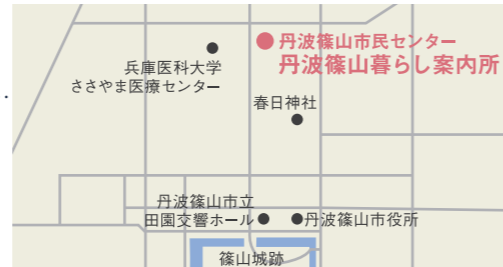 丹波篠山市民センター
丹波篠山暮らし案内所
兵庫医科大学
ささやま医療センター
春日神社
丹波篠山市立
田園交響ホール
丹波篠山市役所
篠山城跡